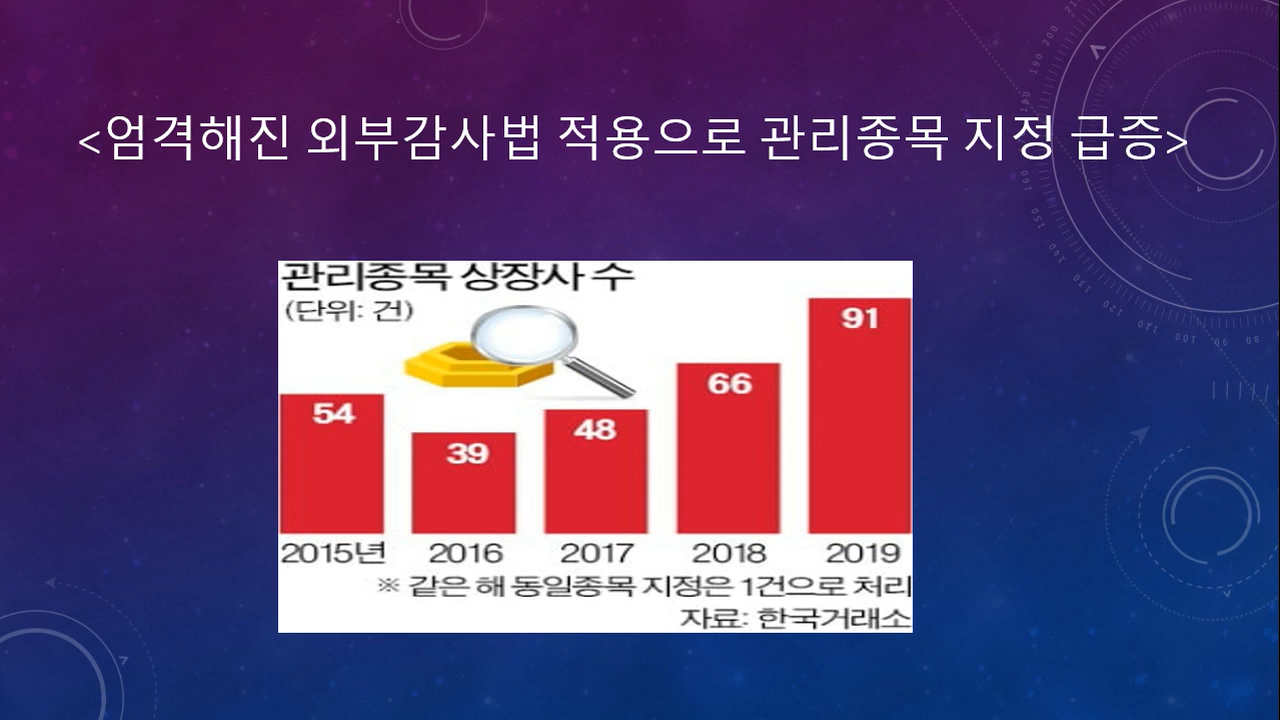 <엄격해진 외부감사법 적용으로 관리종목 지정 급증>
관리종목 상장사 수
(단위: 건)
54
39
48
66
91
2015년 2016 2017 2018 2019
※ 같은 해 동일종목 지정은 1건으로 처리
자료: 한국거래소